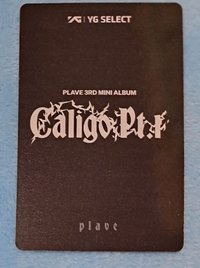 YG | YG SELECT
PLAVE 3RD MINI ALBUM
Caligo Pt.1
plave